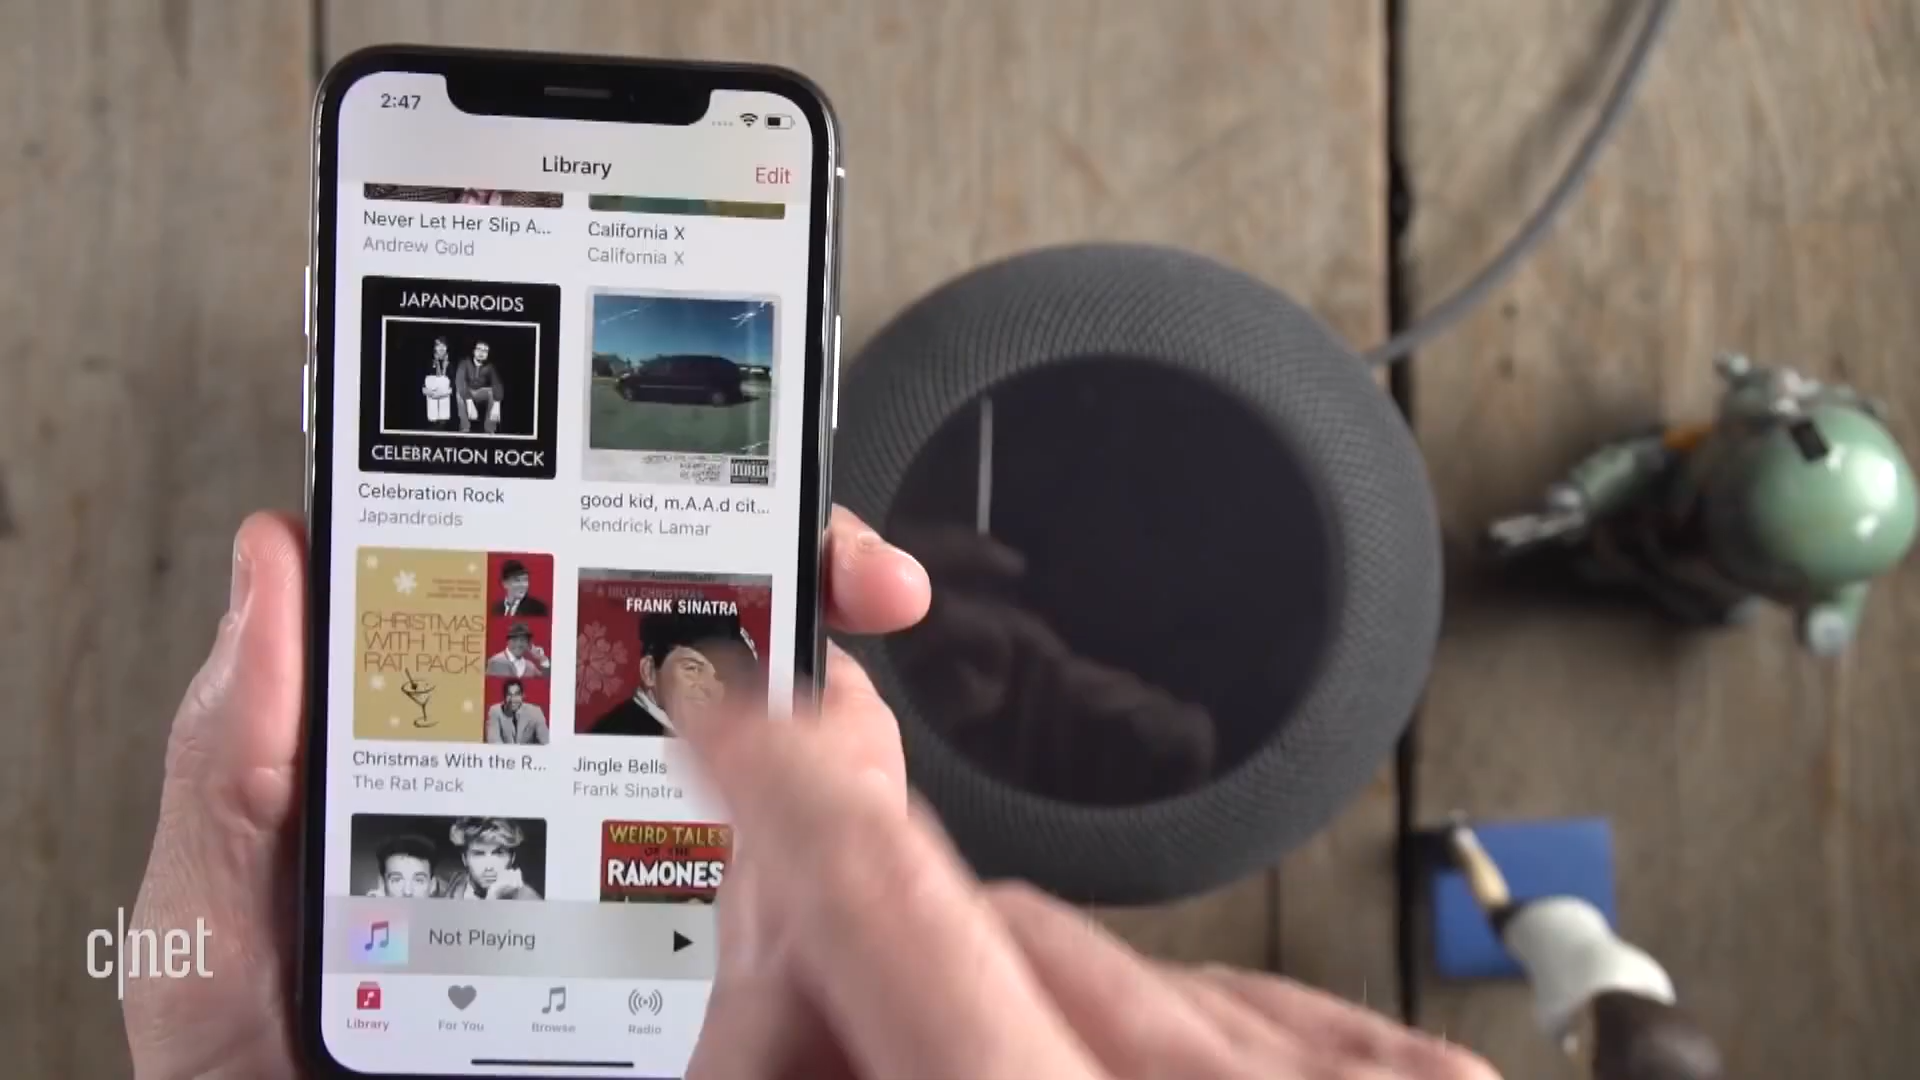 2:47
Library
Edit
Never Let Her Slip A...
Andrew Gold
California X
California X
JAPANDROIDS
CELEBRATION ROCK
Celebration Rock
Japandroids
good kid, m.A.A.d cit...
Kendrick Lamar
CHRISTMAS
WITH THE
RAT PACK
FRANK SINATRA
Christmas With the R...
The Rat Pack
Jingle Bells
Frank Sinatra
WEIRD TALES
OF THE
RAMONES
Not Playing
Library
For You
Browse
Radio
c|net